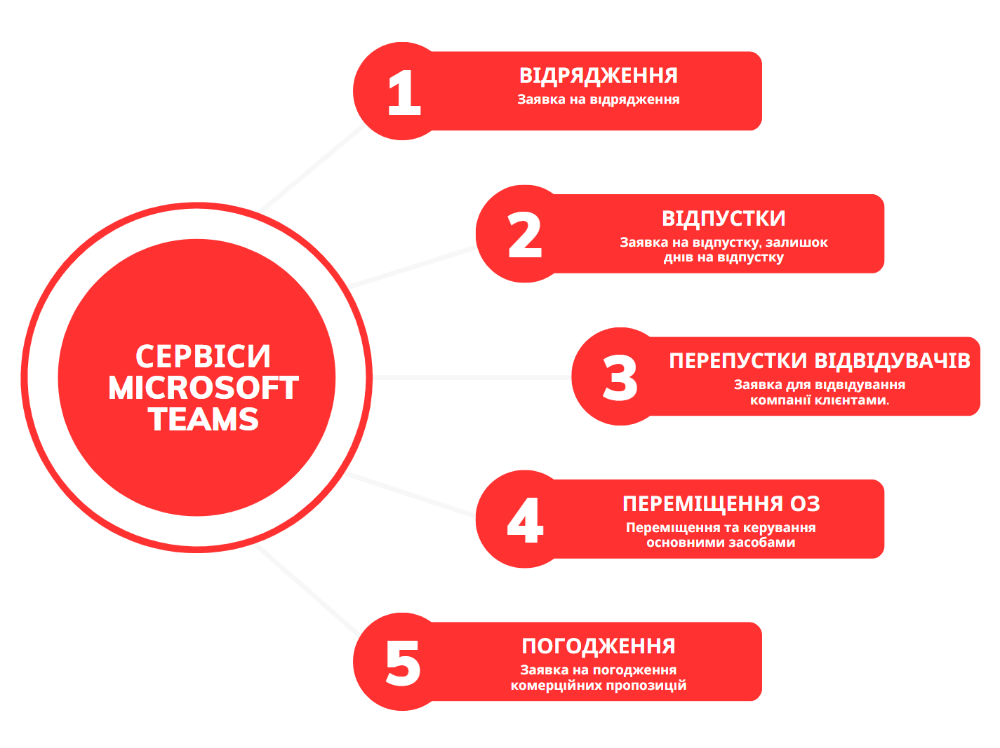 СЕРВІСИ
MICROSOFT
TEAMS
1
ВІДРЯДЖЕННЯ
Заявка на відрядження
2
ВІДПУСТКИ
Заявка на відпустку, залишок
днів на відпустку
3
ПЕРЕПУСТКИ ВІДВІДУВАЧІВ
Заявка для відвідування
компанії клієнтами.
4
ПЕРЕМІЩЕННЯ ОЗ
Переміщення та керування
основними засобами
5
ПОГОДЖЕННЯ
Заявка на погодження
комерційних пропозицій